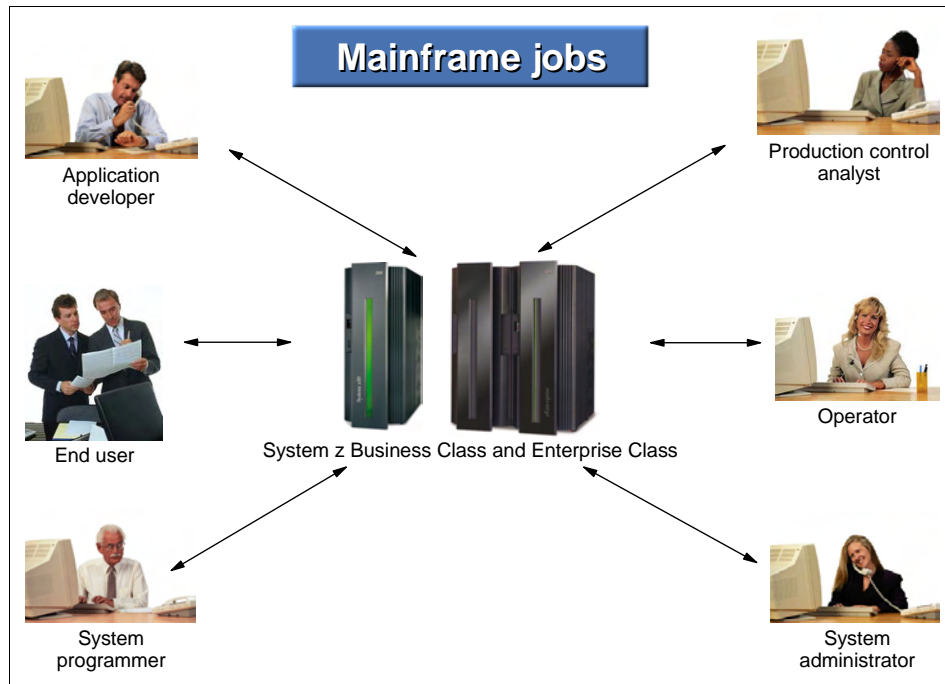 Mainframe jobs
Application
developer
Production control
analyst
End user
Operator
System z Business Class and Enterprise Class
System
programmer
System
administrator